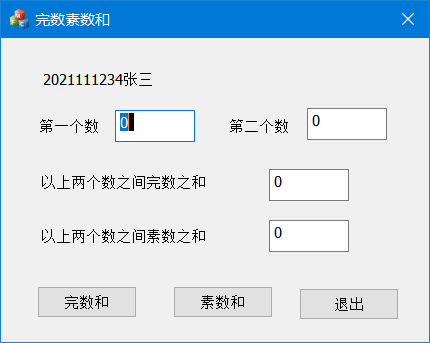 完数素数和
2021111234张三
第一个数 0 第二个数 0
以上两个数之间完数之和 0
以上两个数之间素数之和 0
完数和 素数和 退出